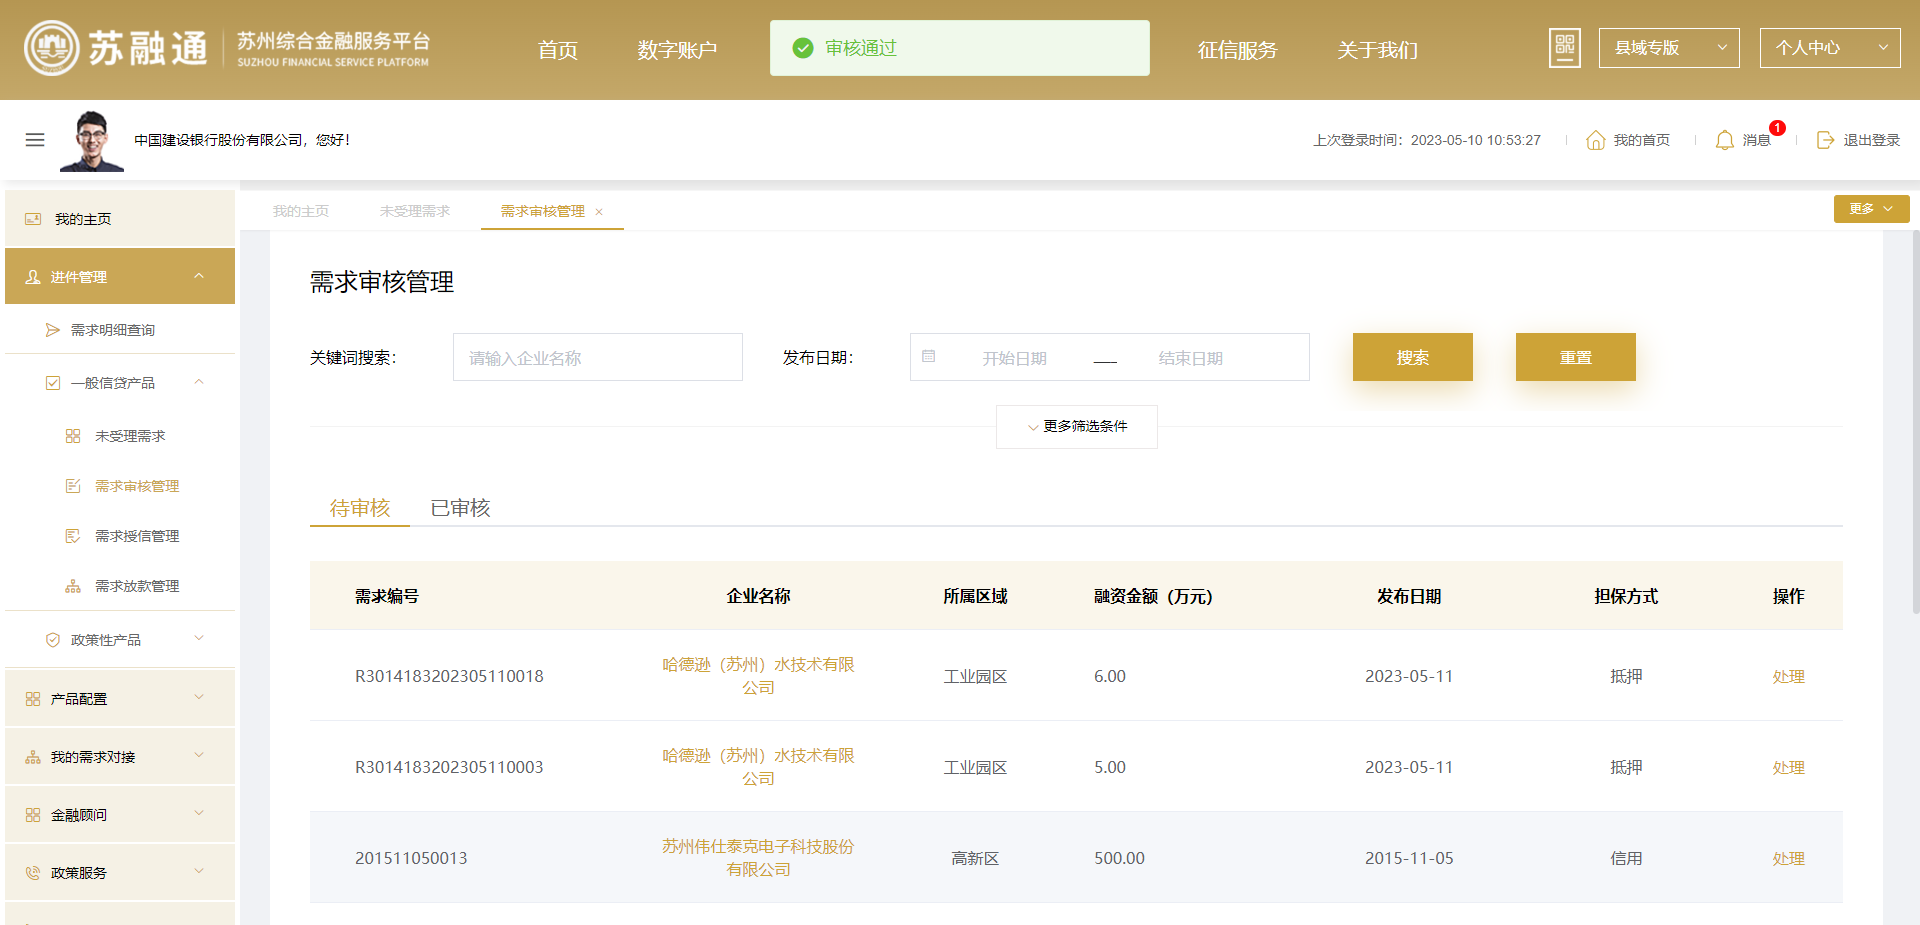 苏融通
苏州综合金融服务平台
SUZHOU FINANCIAL SERVICE PLATFORM
首页
数字账户
审核通过
征信服务
关于我们
县域专版
个人中心
中国建设银行股份有限公司，您好！
上次登录时间：2023-05-10 10:53:27
我的首页
消息
1
退出登录
我的主页
进件管理
需求明细查询
一般信贷产品
未受理需求
需求审核管理
需求授信管理
需求放款管理
政策性产品
产品配置
我的需求对接
金融顾问
政策服务
我的主页
未受理需求
需求审核管理
更多
需求审核管理
关键词搜索：
请输入企业名称
发布日期：
开始日期
结束日期
搜索
重置
更多筛选条件
待审核
已审核
需求编号 企业名称 所属区域 融资金额（万元） 发布日期 担保方式 操作
R3014183202305110018 哈德逊（苏州）水技术有限公司 工业园区 6.00 2023-05-11 抵押 处理
R3014183202305110003 哈德逊（苏州）水技术有限公司 工业园区 5.00 2023-05-11 抵押 处理
201511050013 苏州伟仕泰克电子科技股份有限公司 高新区 500.00 2015-11-05 信用 处理